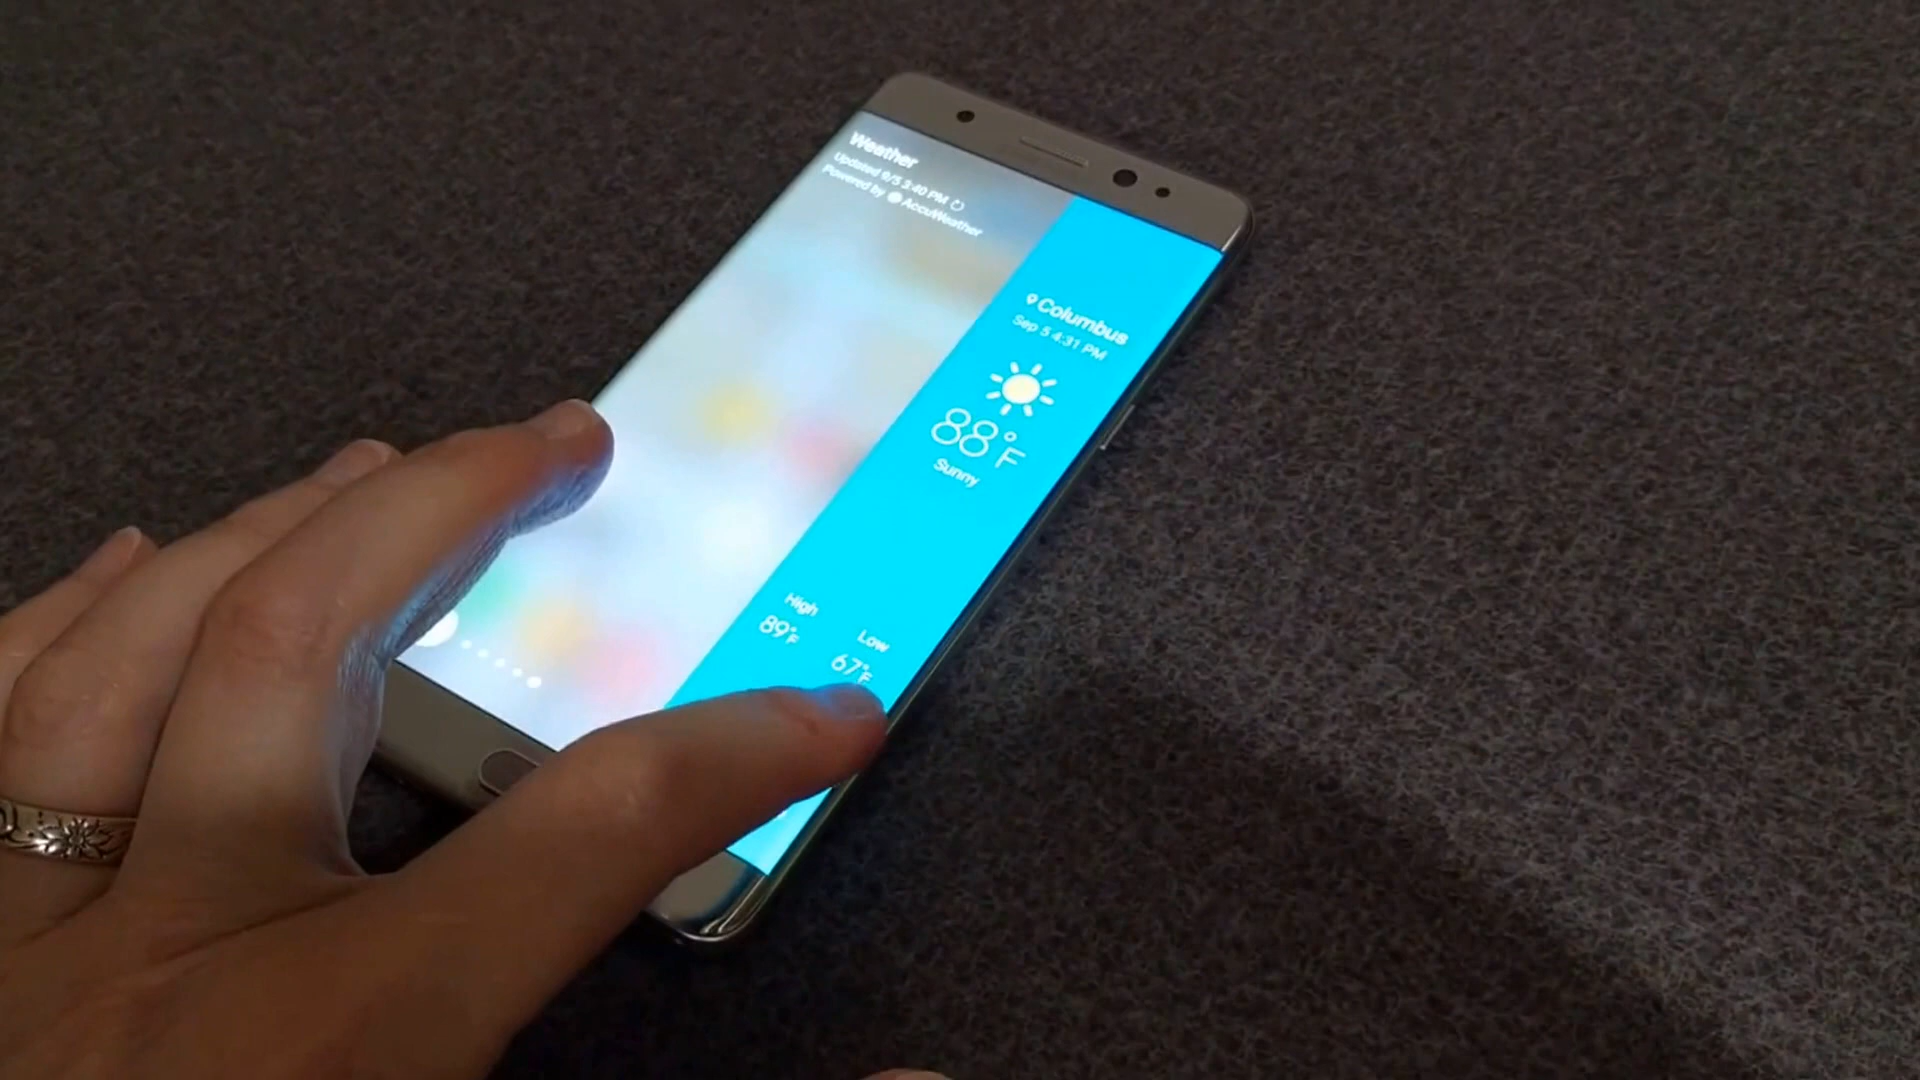 Weather
Updated 9/5 3:40 PM
Powered by AccuWeather
Columbus
Sep 5 4:31 PM
88°F
Sunny
High
89°F
Low
67°F